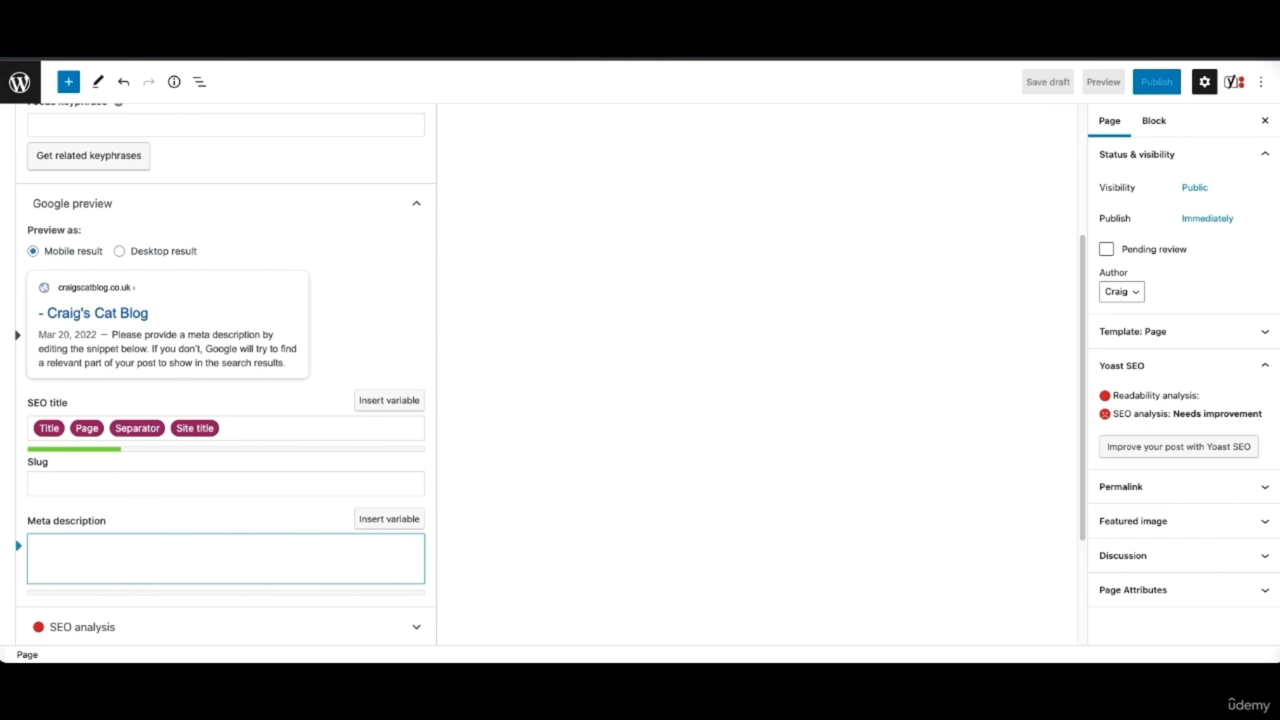 Save draft
Preview
Publish
Focus keyphrase
Get related keyphrases
Google preview
Preview as:
Mobile result
Desktop result
craigscatblog.co.uk ›
- Craig's Cat Blog
Mar 20, 2022 — Please provide a meta description by
editing the snippet below. If you don't, Google will try to find
a relevant part of your post to show in the search results.
SEO title
Insert variable
Title Page Separator Site title
Slug
Meta description
Insert variable
SEO analysis
Page
Page Block
Status & visibility
Visibility Public
Publish Immediately
Pending review
Author
Craig
Template: Page
Yoast SEO
Readability analysis:
SEO analysis: Needs improvement
Improve your post with Yoast SEO
Permalink
Featured image
Discussion
Page Attributes
ûdemy